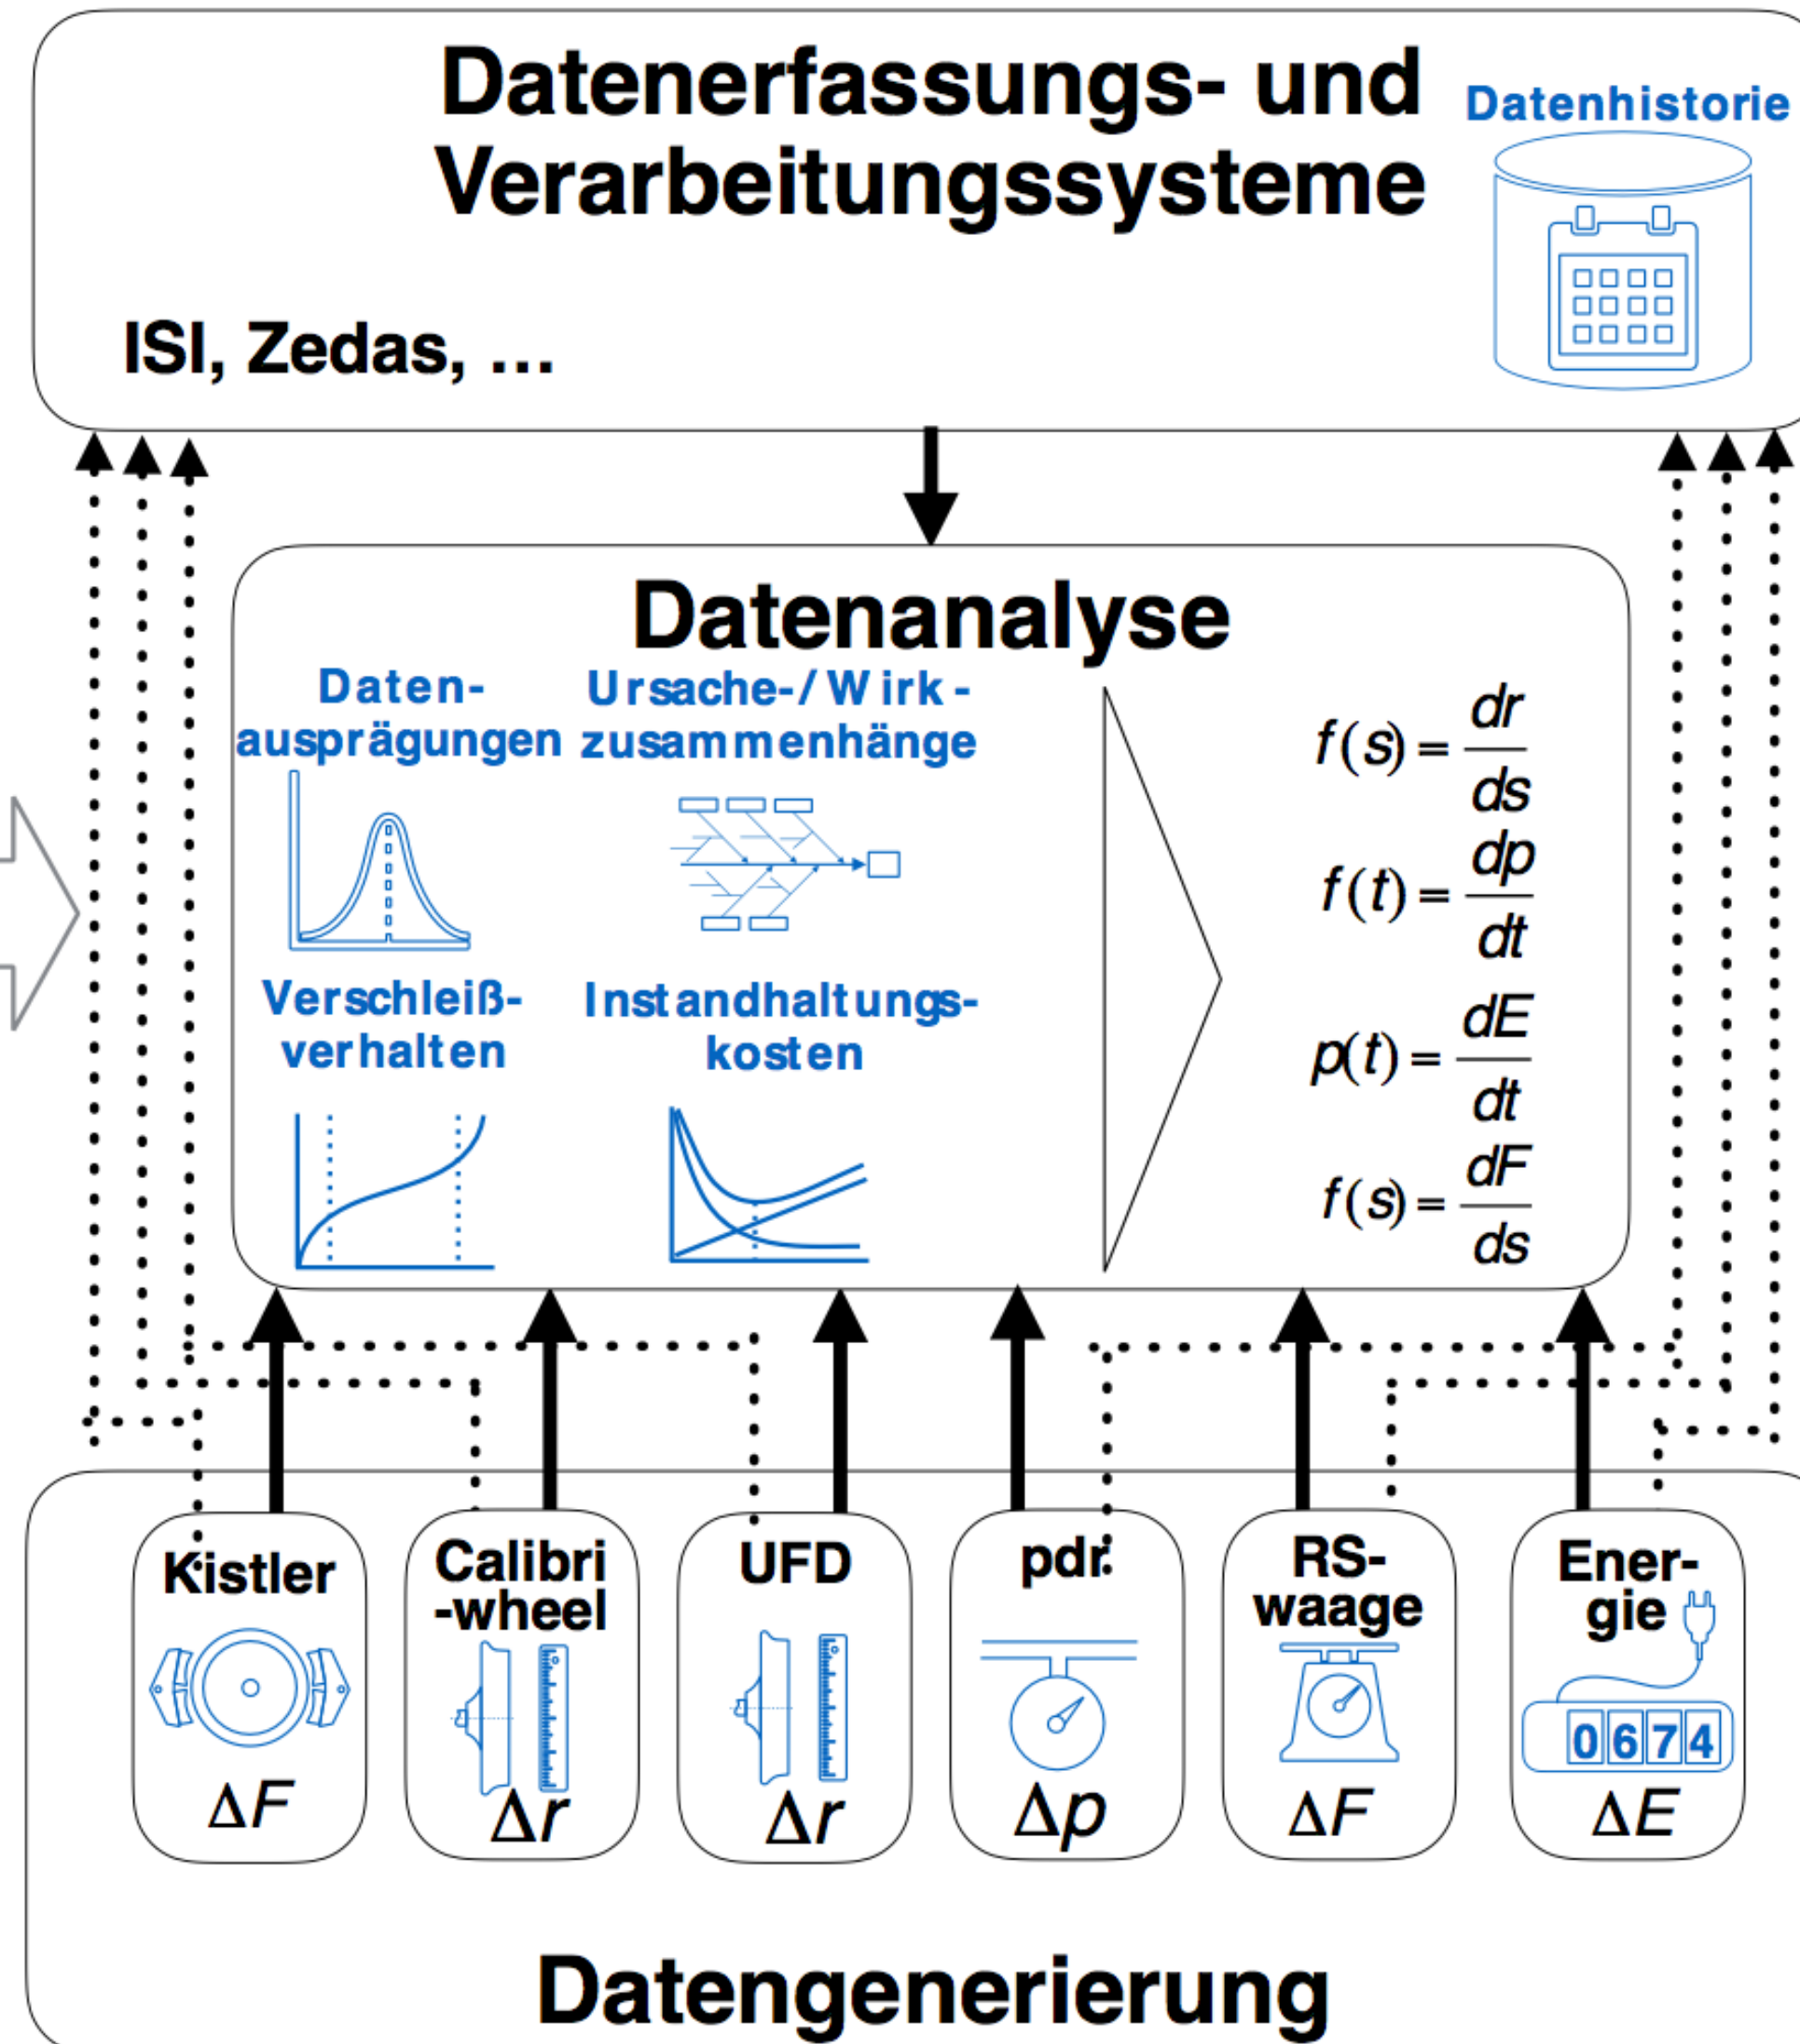 Datenerfassungs- und
Verarbeitungssysteme
Datenhistorie
ISI, Zedas, ...
Datenanalyse
Daten-
ausprägungen
Ursache-/Wirk-
zusammenhänge
Verschleiß-
verhalten
Instandhaltungs-
kosten
f(s) = dr/ds
f(t) = dp/dt
p(t) = dE/dt
f(s) = dF/ds
Kistler
ΔF
Calibri
-wheel
Δr
UFD
Δr
pdr.
Δp
RS-
waage
ΔF
Ener-
gie
0674
ΔE
Datengenerierung